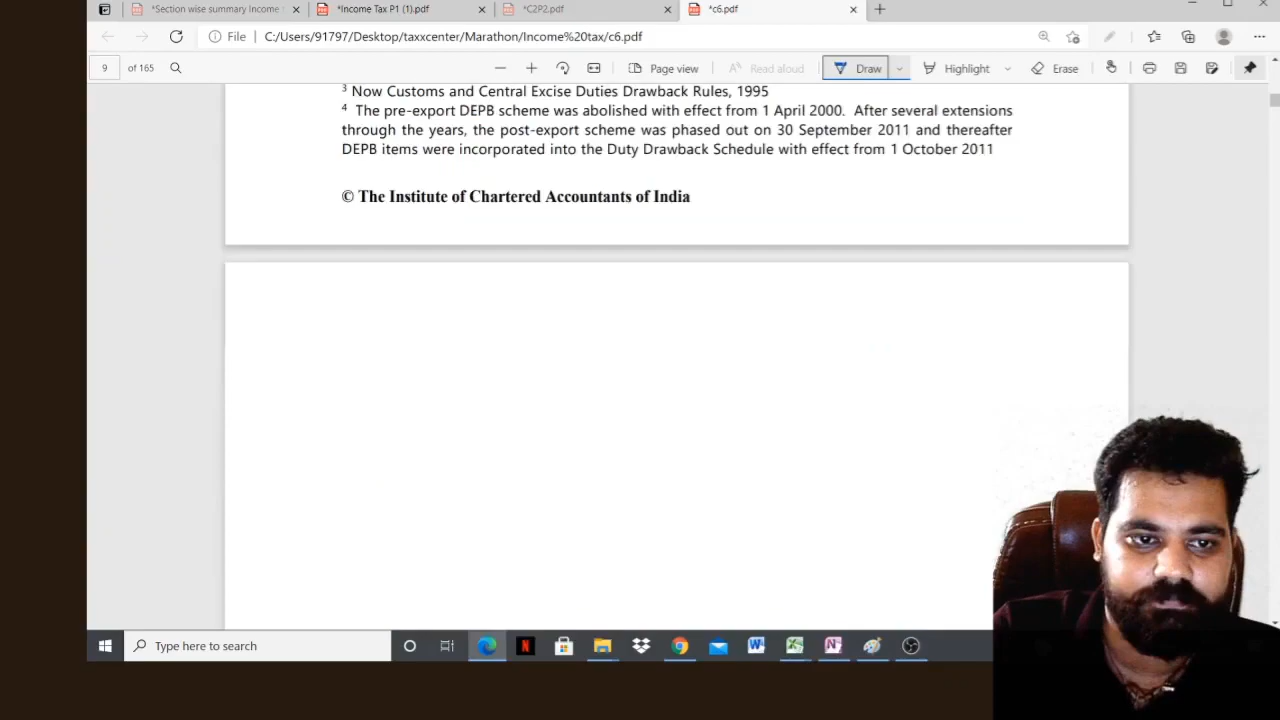 *Section wise summary Income
*Income Tax P1 (1).pdf
*C2P2.pdf
*c6.pdf
File
C:/Users/91797/Desktop/taxxcenter/Marathon/Income%20tax/c6.pdf
9 of 165
Page view
Read aloud
Draw
Highlight
Erase
3 Now Customs and Central Excise Duties Drawback Rules, 1995
4 The pre-export DEPB scheme was abolished with effect from 1 April 2000. After several extensions
through the years, the post-export scheme was phased out on 30 September 2011 and thereafter
DEPB items were incorporated into the Duty Drawback Schedule with effect from 1 October 2011
© The Institute of Chartered Accountants of India
Type here to search